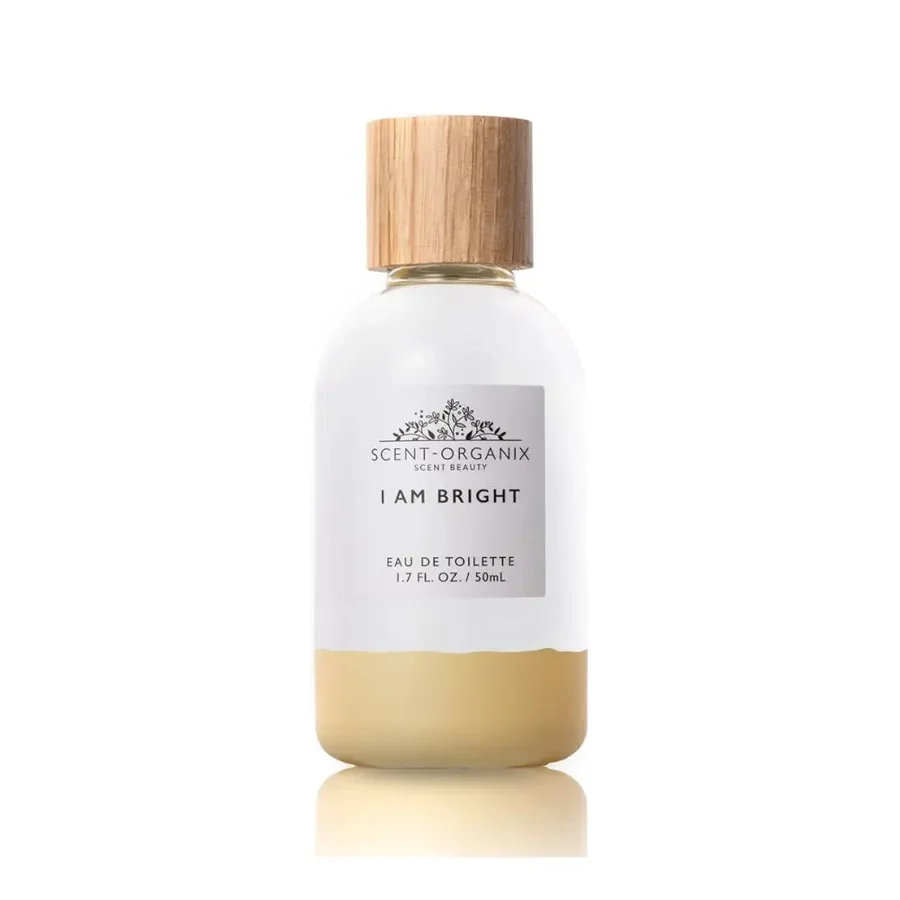 SCENT-ORGANIX
SCENT BEAUTY
I AM BRIGHT
EAU DE TOILETTE
1.7 FL. OZ. / 50mL